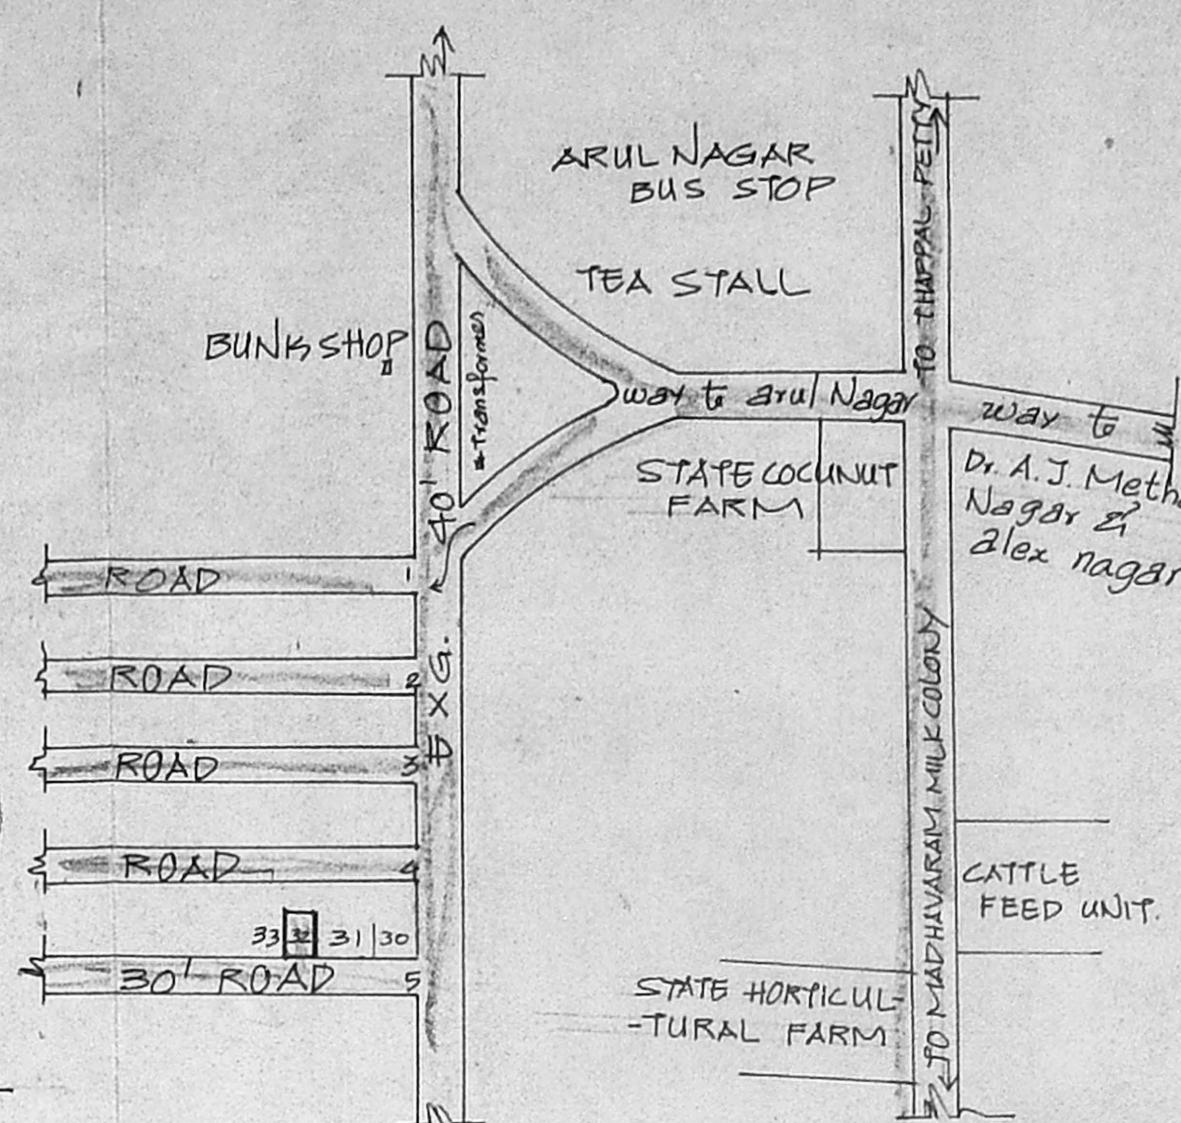 ARUL NAGAR
BUS STOP
TEA STALL
BUNK SHOP
EXG. 40' ROAD
Transformer
way to arul Nagar
TO THAPPAL PETTY
way to
Dr. A.J. Meth
Nagar &
alex nagar
STATE COCUNUT
FARM
ROAD 1
ROAD 2
ROAD 3
ROAD 4
33 32 31 30
30' ROAD 5
TO MADHAVARAM MILK COLONY
CATTLE
FEED UNIT.
STATE HORTICUL-
-TURAL FARM